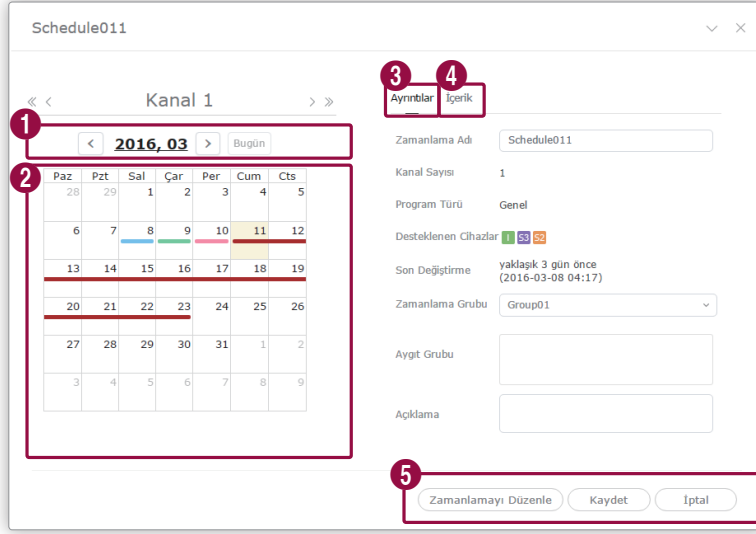 Schedule011
Kanal 1
1
2016, 03 Bugün
2
Paz Pzt Sal Çar Per Cum Cts
28 29 1 2 3 4 5
6 7 8 9 10 11 12
13 14 15 16 17 18 19
20 21 22 23 24 25 26
27 28 29 30 31 1 2
3 4 5 6 7 8 9
3 4
Ayrıntılar İçerik
Zamanlama Adı Schedule011
Kanal Sayısı 1
Program Türü Genel
Desteklenen Cihazlar I S3 S2
Son Değiştirme yaklaşık 3 gün önce
(2016-03-08 04:17)
Zamanlama Grubu Group01
Aygıt Grubu
Açıklama
5
Zamanlamayı Düzenle Kaydet İptal